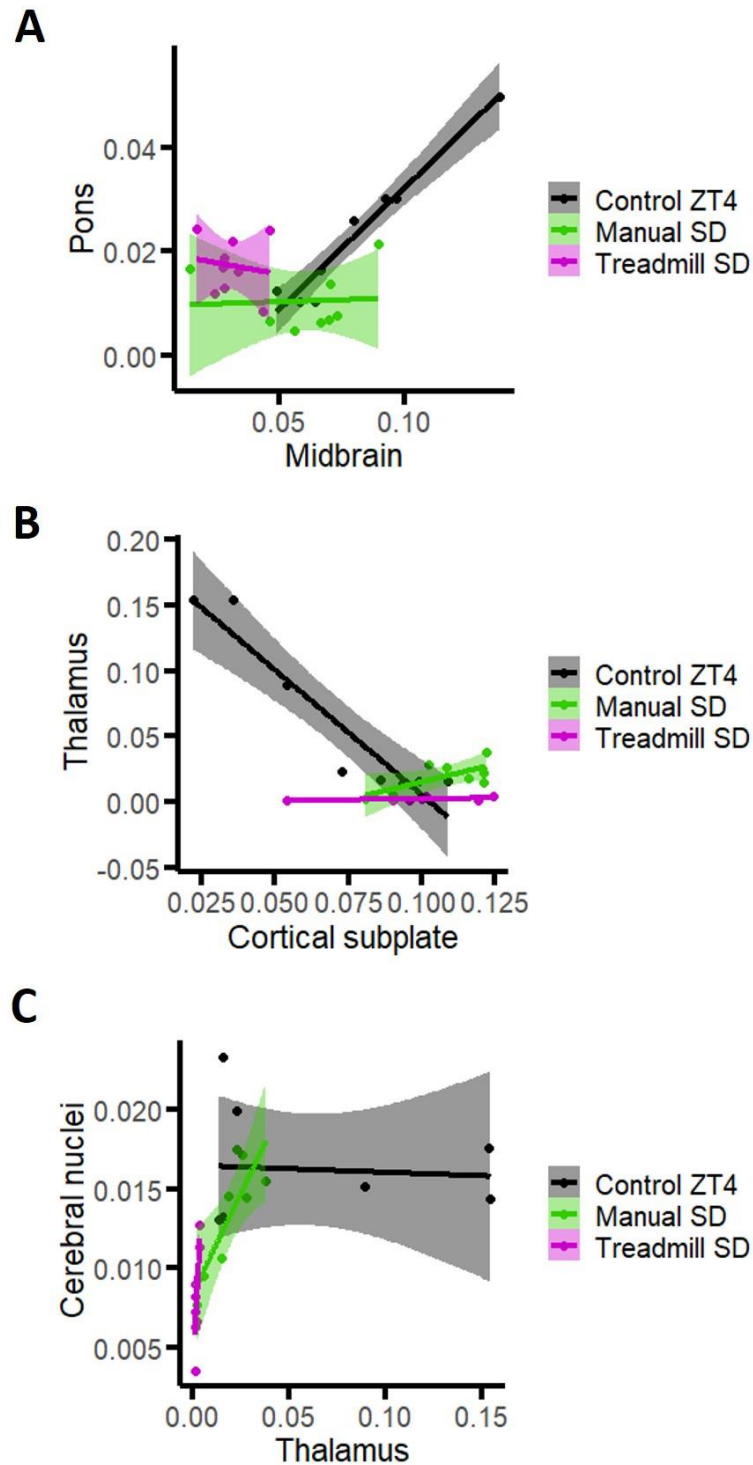 A
Pons
0.04
0.02
0.00
0.05 0.10
Midbrain
Control ZT4
Manual SD
Treadmill SD
B
Thalamus
0.20
0.15
0.10
0.05
0.00
-0.05
0.025 0.050 0.075 0.100 0.125
Cortical subplate
Control ZT4
Manual SD
Treadmill SD
C
Cerebral nuclei
0.020
0.015
0.010
0.005
0.00 0.05 0.10 0.15
Thalamus
Control ZT4
Manual SD
Treadmill SD